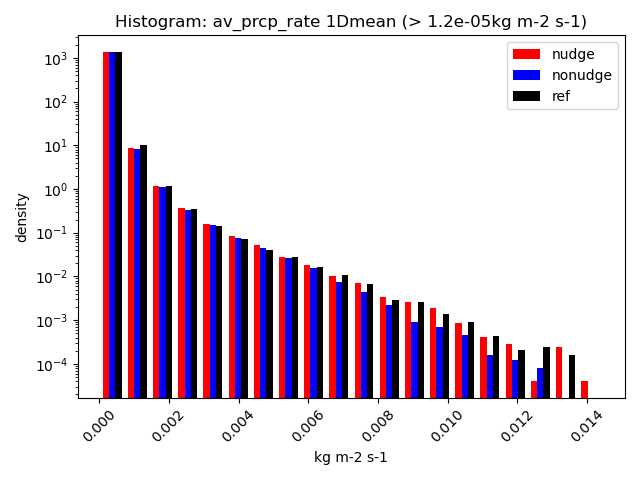 Histogram: av_prcp_rate 1Dmean (> 1.2e-05kg m-2 s-1)
nudge
nonudge
ref
density
10³
10²
10¹
10⁰
10⁻¹
10⁻²
10⁻³
10⁻⁴
0.000
0.002
0.004
0.006
0.008
0.010
0.012
0.014
kg m-2 s-1